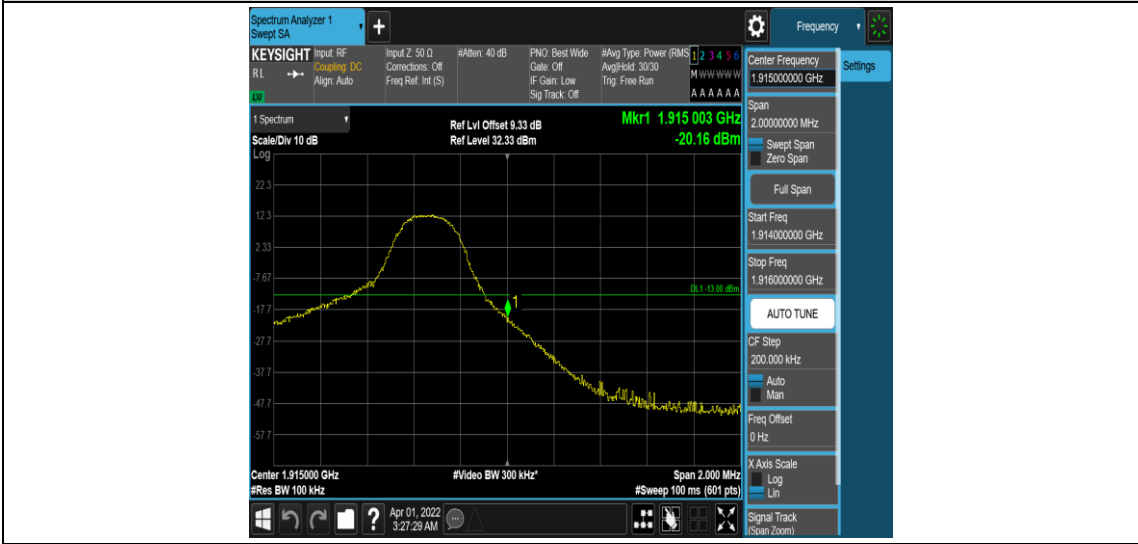 Spectrum Analyzer 1
Swept SA
+
Frequency
KEYSIGHT
Input: RF
Coupling: DC
Align: Auto
RL
Input Z: 50 Ω
Corrections: Off
Freq Ref: Int (S)
#Atten: 40 dB
PNO: Best Wide
Gate: Off
IF Gain: Low
Sig Track: Off
#Avg Type: Power (RMS
Avg|Hold: 30/30
Trig: Free Run
1 2 3 4 5 6
M W W W W W
A A A A A A
1 Spectrum
Scale/Div 10 dB
Log
Ref Lvl Offset 9.33 dB
Ref Level 32.33 dBm
Mkr1 1.915 003 GHz
-20.16 dBm
22.3
12.3
2.33
-7.67
-17.7
-27.7
-37.7
-47.7
-57.7
DL1 -13.00 dBm
1
Center 1.915000 GHz
#Res BW 100 kHz
#Video BW 300 kHz*
Span 2.000 MHz
#Sweep 100 ms (601 pts)
Apr 01, 2022
3:27:29 AM
?
Center Frequency
1.915000000 GHz
Settings
Span
2.00000000 MHz
Swept Span
Zero Span
Full Span
Start Freq
1.914000000 GHz
Stop Freq
1.916000000 GHz
AUTO TUNE
CF Step
200.000 kHz
Auto
Man
Freq Offset
0 Hz
X Axis Scale
Log
Lin
Signal Track
(Span Zoom)